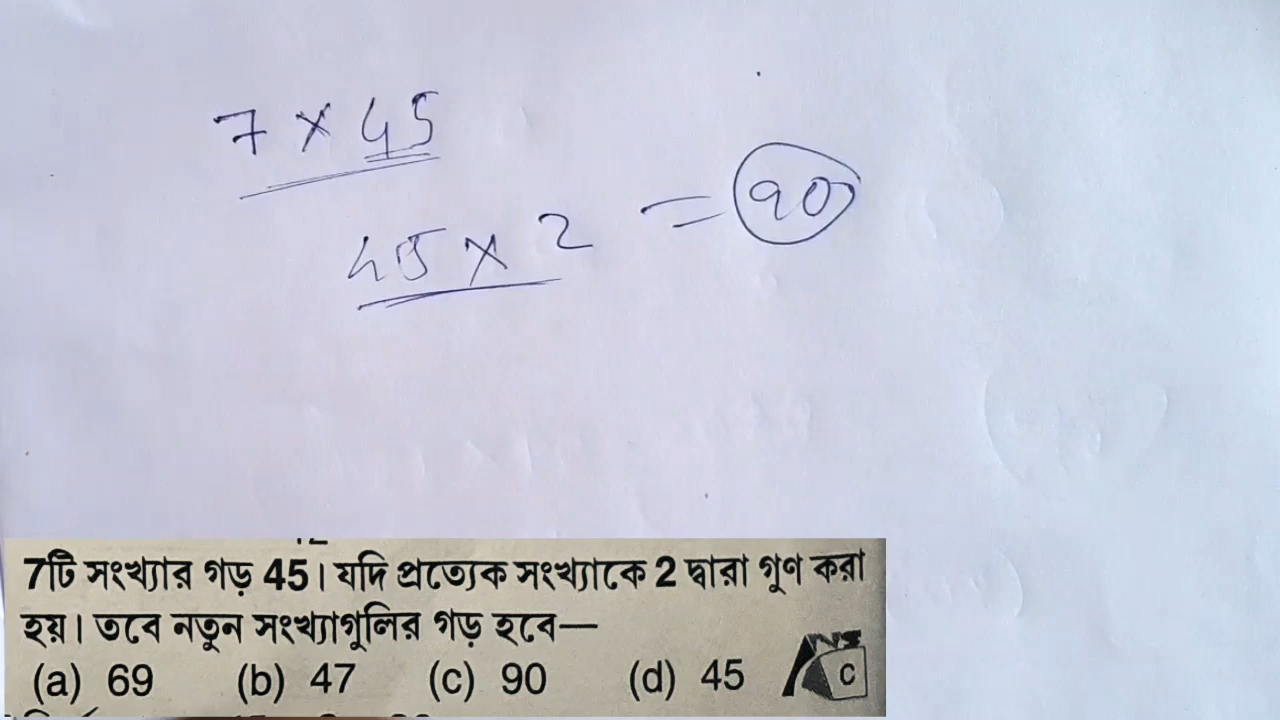 7 × 45
45 × 2 = 90
7টি সংখ্যার গড় 45। যদি প্রত্যেক সংখ্যাকে 2 দ্বারা গুণ করা
হয়। তবে নতুন সংখ্যাগুলির গড় হবে—
(a) 69 (b) 47 (c) 90 (d) 45
ANS C